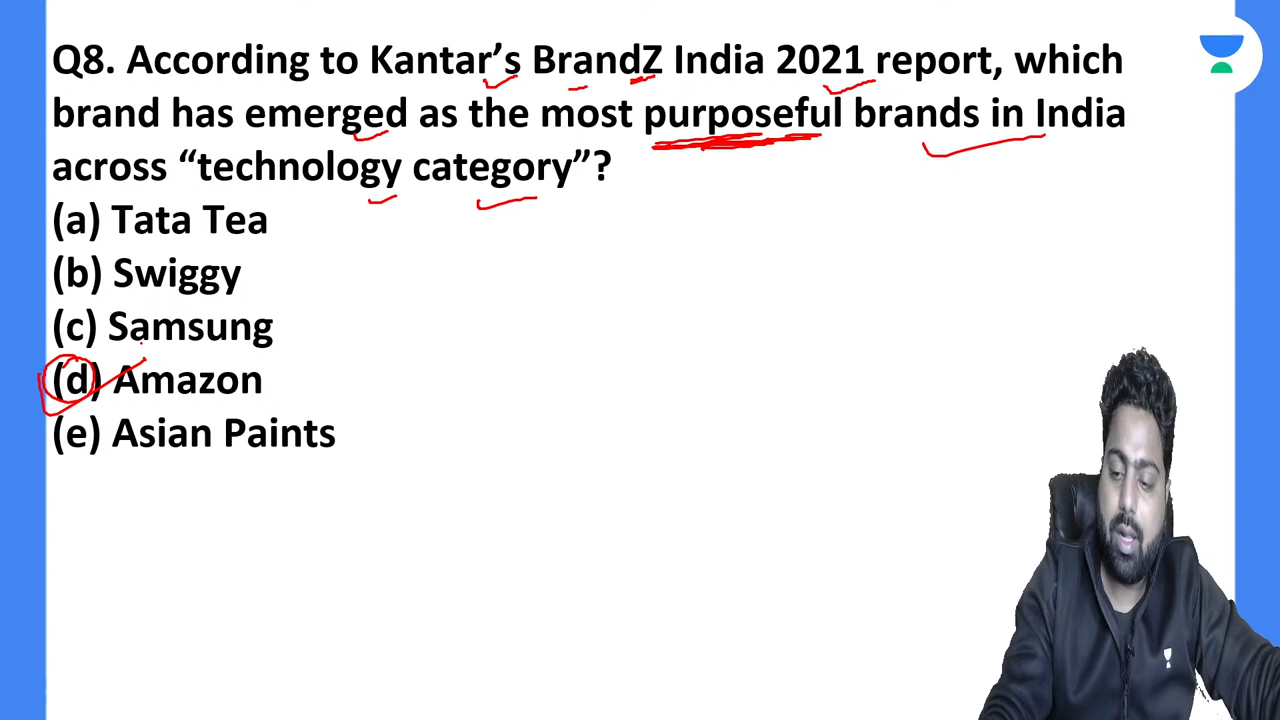 Q8. According to Kantar’s BrandZ India 2021 report, which
brand has emerged as the most purposeful brands in India
across “technology category”?
(a) Tata Tea
(b) Swiggy
(c) Samsung
(d) Amazon
(e) Asian Paints